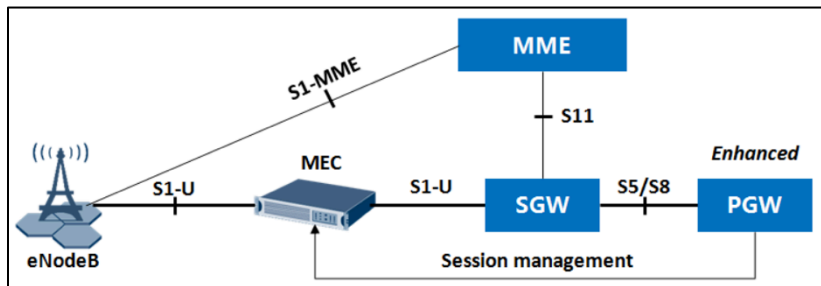 MME
S1-MME
S11
Enhanced
MEC
S1-U
S1-U
S5/S8
SGW
PGW
eNodeB
Session management